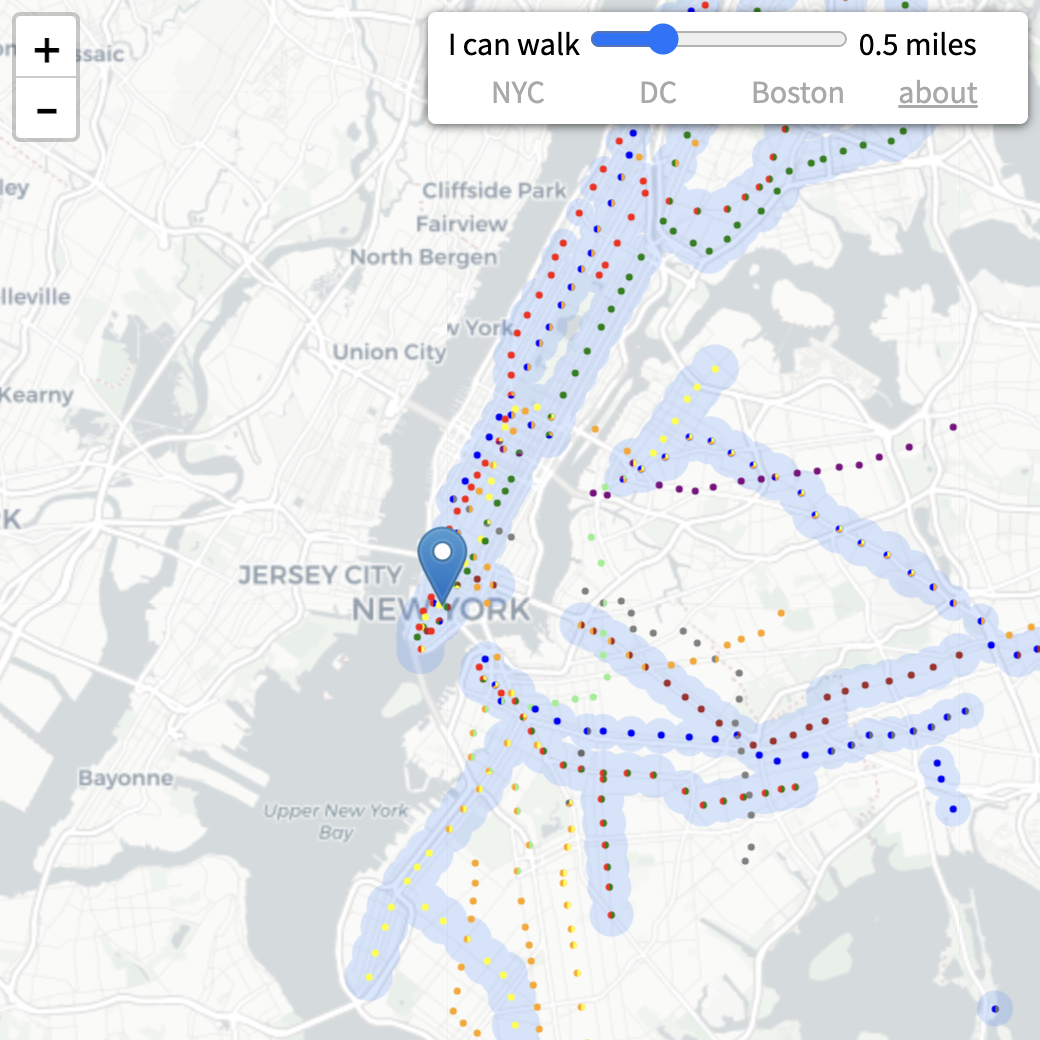 +
−
I can walk 0.5 miles
NYC DC Boston about
ssaic
ley
Cliffside Park
Fairview
North Bergen
lleville
w York
Union City
Kearny
K
JERSEY CITY
NEW YORK
Bayonne
Upper New York
Bay